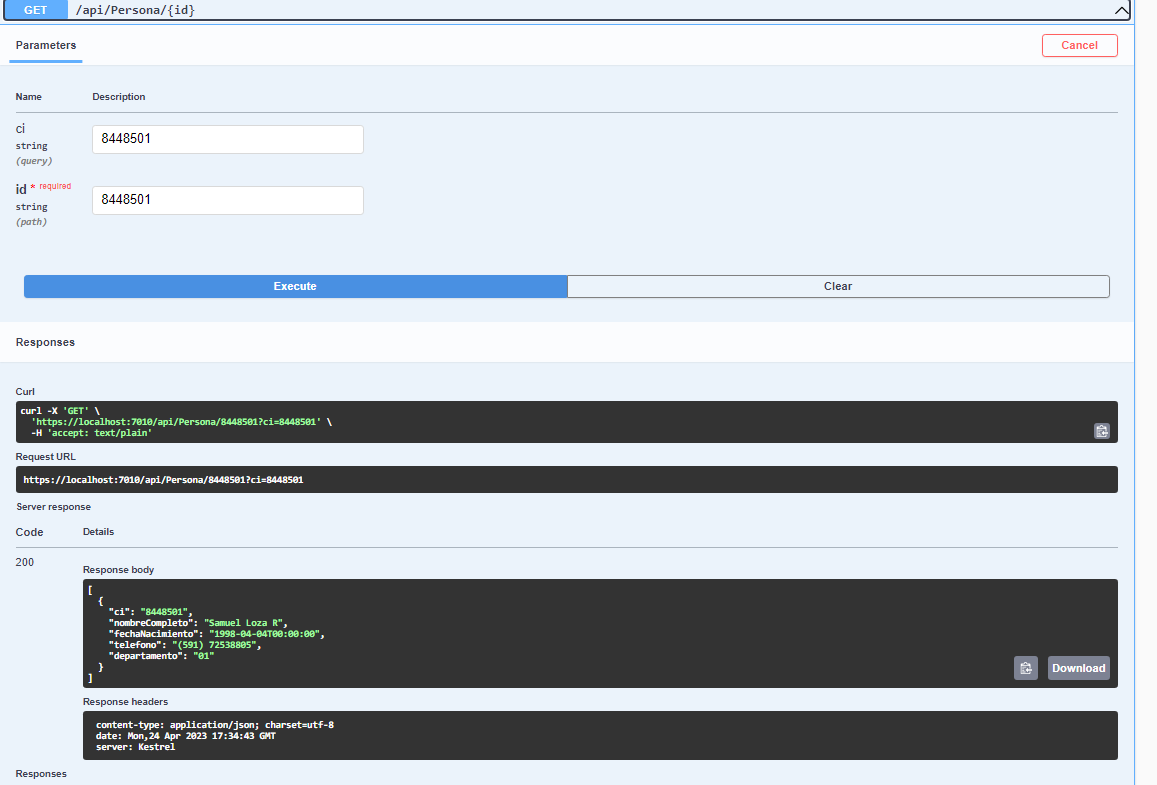 GET /api/Persona/{id}
Parameters
Cancel
Name Description
ci
string
(query)
8448501
id * required
string
(path)
8448501
Execute Clear
Responses
Curl
curl -X 'GET' \
'https://localhost:7010/api/Persona/8448501?ci=8448501' \
-H 'accept: text/plain'
Request URL
https://localhost:7010/api/Persona/8448501?ci=8448501
Server response
Code Details
200
Response body
[
{
"ci": "8448501",
"nombreCompleto": "Samuel Loza R",
"fechaNacimiento": "1998-04-04T00:00:00",
"telefono": "(591) 72538805",
"departamento": "01"
}
]
Download
Response headers
content-type: application/json; charset=utf-8
date: Mon,24 Apr 2023 17:34:43 GMT
server: Kestrel
Responses